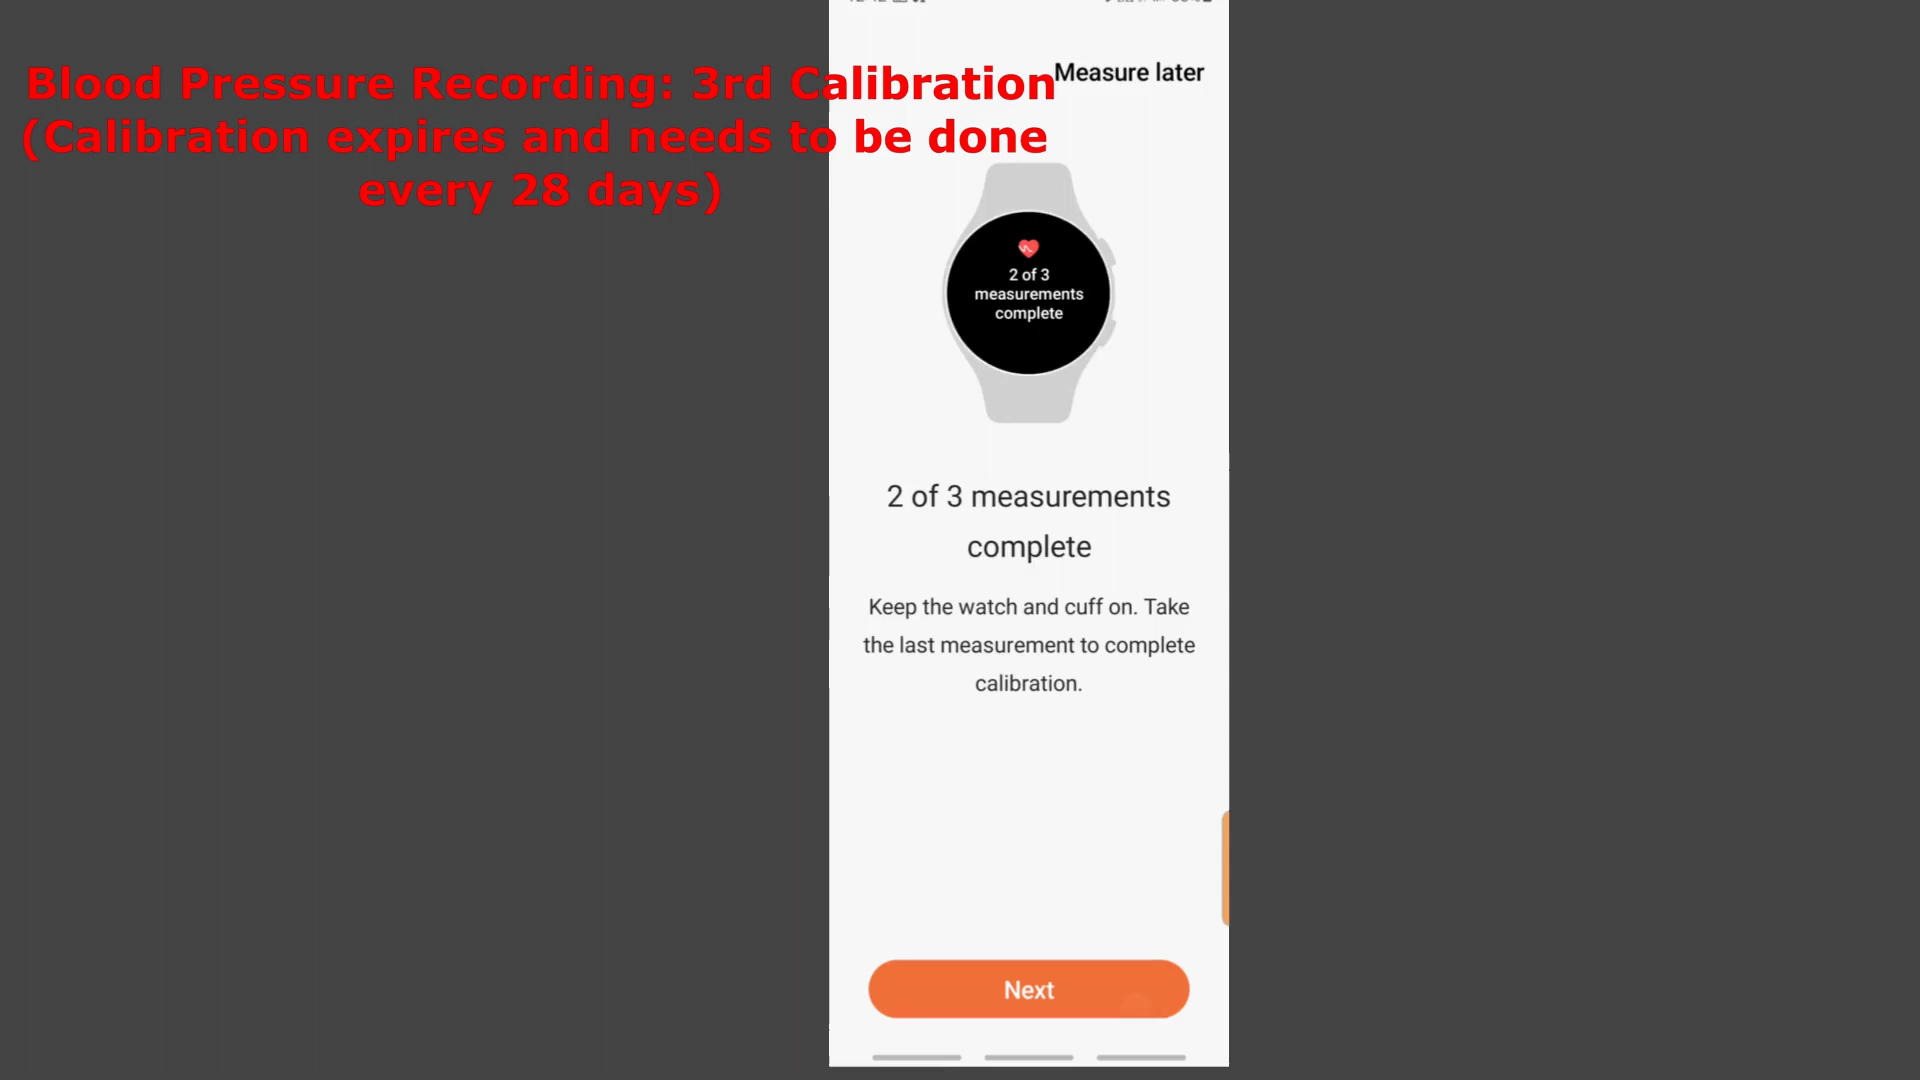 Blood Pressure Recording: 3rd Calibration
(Calibration expires and needs to be done
every 28 days)
Measure later
2 of 3
measurements
complete
2 of 3 measurements
complete
Keep the watch and cuff on. Take
the last measurement to complete
calibration.
Next